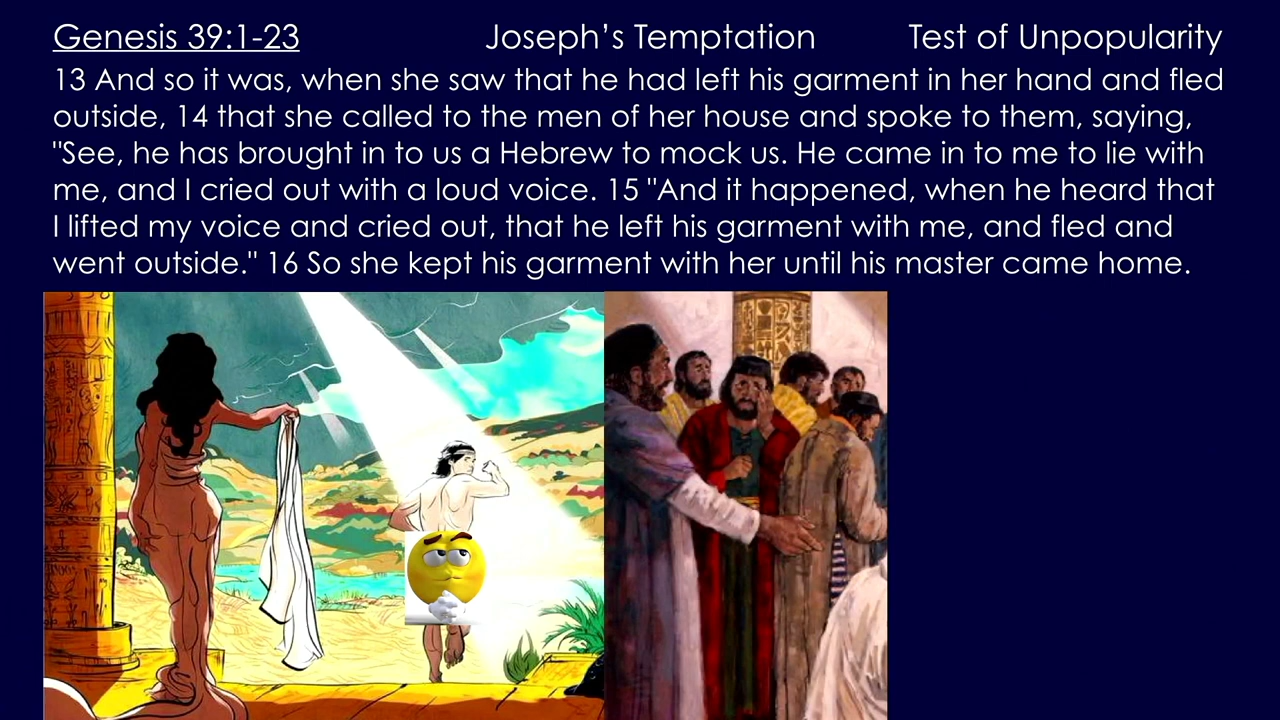 Genesis 39:1-23 Joseph’s Temptation Test of Unpopularity
13 And so it was, when she saw that he had left his garment in her hand and fled
outside, 14 that she called to the men of her house and spoke to them, saying,
"See, he has brought in to us a Hebrew to mock us. He came in to me to lie with
me, and I cried out with a loud voice. 15 "And it happened, when he heard that
I lifted my voice and cried out, that he left his garment with me, and fled and
went outside." 16 So she kept his garment with her until his master came home.